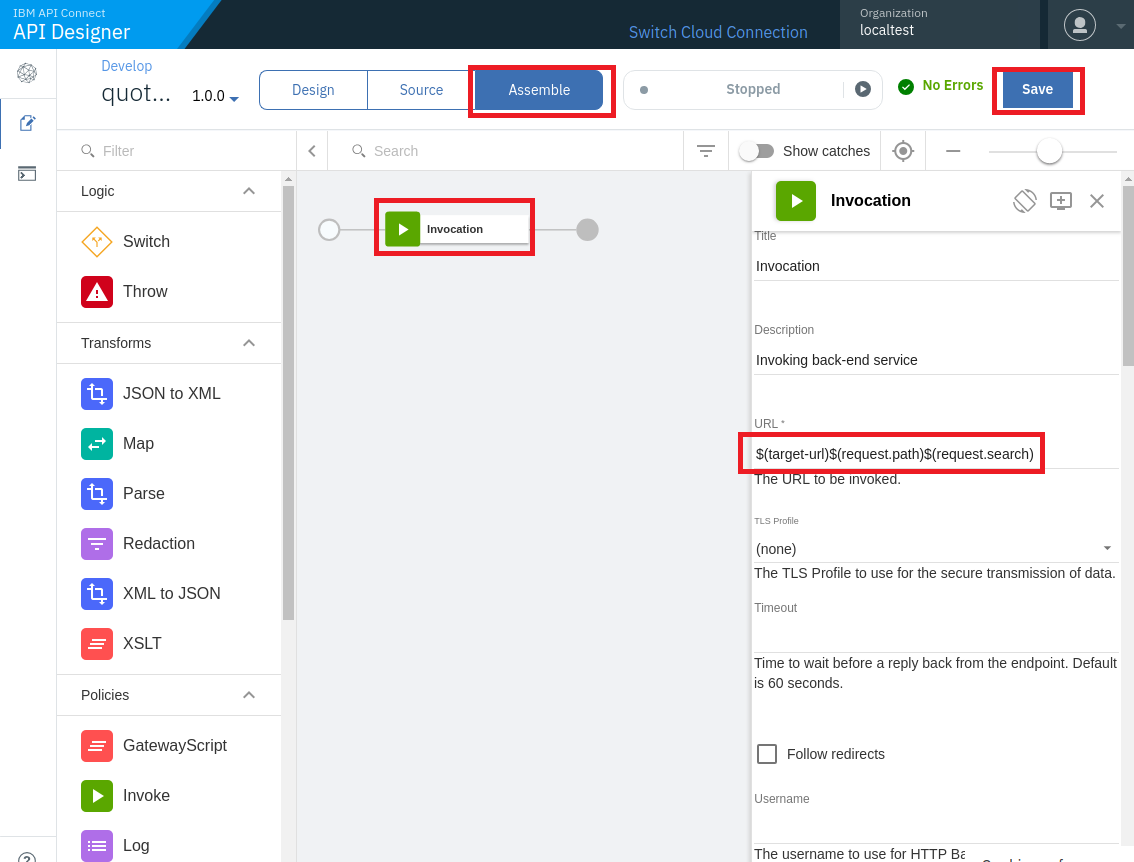 IBM API Connect
API Designer
Switch Cloud Connection
Organization
localtest
Develop
quot...
1.0.0
Design
Source
Assemble
Stopped
No Errors
Save
Filter
Search
Show catches
Logic
Switch
Throw
Transforms
JSON to XML
Map
Parse
Redaction
XML to JSON
XSLT
Policies
GatewayScript
Invoke
Log
Invocation
Invocation
Title
Invocation
Description
Invoking back-end service
URL *
$(target-url)$(request.path)$(request.search)
The URL to be invoked.
TLS Profile
(none)
The TLS Profile to use for the secure transmission of data.
Timeout
Time to wait before a reply back from the endpoint. Default
is 60 seconds.
Follow redirects
Username
The username to use for HTTP Ba